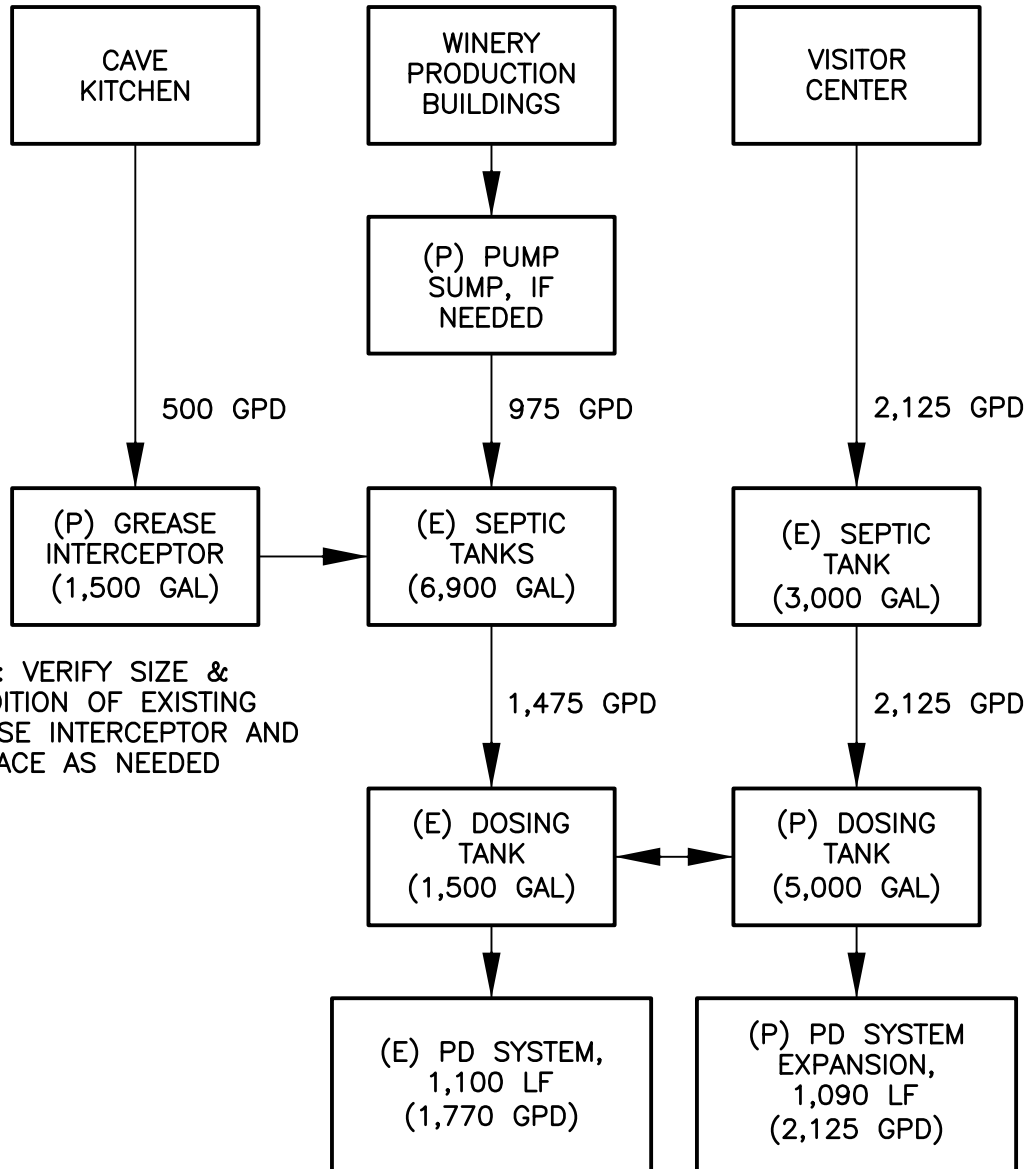 CAVE
KITCHEN
WINERY
PRODUCTION
BUILDINGS
VISITOR
CENTER
(P) PUMP
SUMP, IF
NEEDED
500 GPD
975 GPD
2,125 GPD
(P) GREASE
INTERCEPTOR
(1,500 GAL)
(E) SEPTIC
TANKS
(6,900 GAL)
(E) SEPTIC
TANK
(3,000 GAL)
: VERIFY SIZE &
OF EXISTING
INTERCEPTOR AND
AS NEEDED
1,475 GPD
2,125 GPD
(E) DOSING
TANK
(1,500 GAL)
(P) DOSING
TANK
(5,000 GAL)
(E) PD SYSTEM,
1,100 LF
(1,770 GPD)
(P) PD SYSTEM
EXPANSION,
1,090 LF
(2,125 GPD)